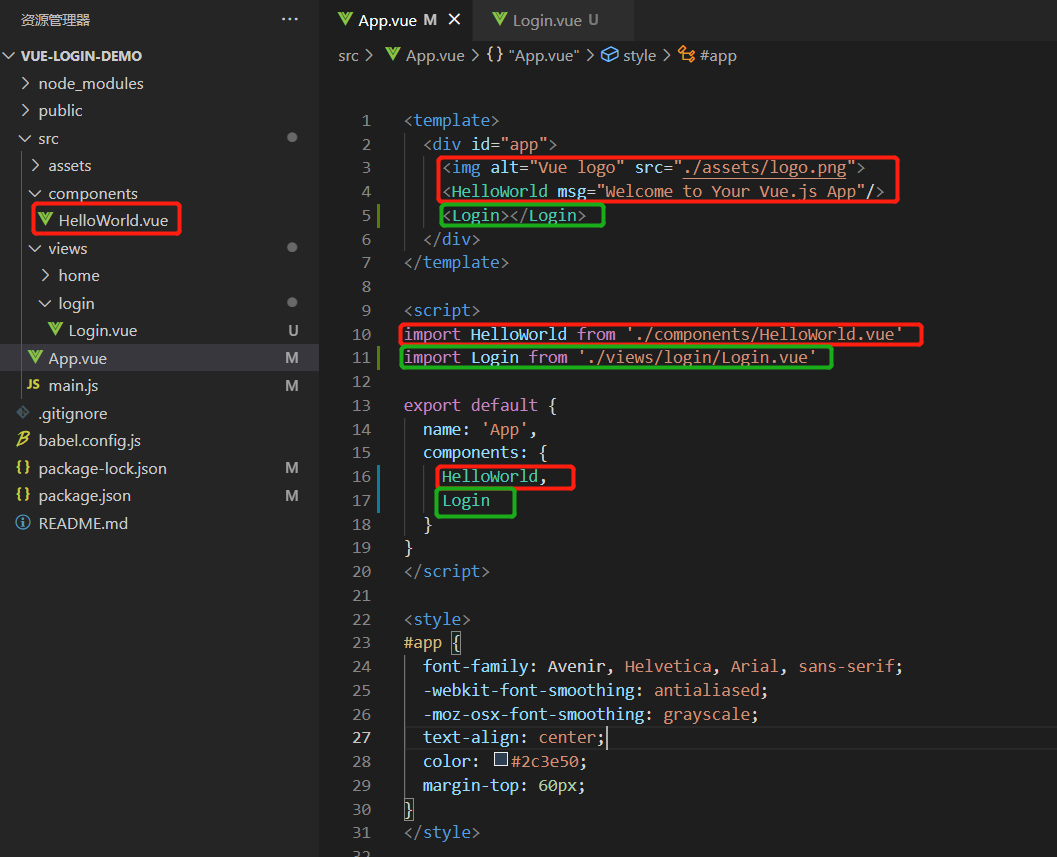 资源管理器
···
VUE-LOGIN-DEMO
node_modules
public
src
assets
components
HelloWorld.vue
views
home
login
Login.vue U
App.vue M
JS main.js M
.gitignore
babel.config.js
{} package-lock.json M
{} package.json M
README.md
App.vue M
Login.vue U
src > App.vue > {} "App.vue" > style > #app
1 <template>
2 <div id="app">
3 <img alt="Vue logo" src="./assets/logo.png">
4 <HelloWorld msg="Welcome to Your Vue.js App"/>
5 <Login></Login>
6 </div>
7 </template>
8
9 <script>
10 import HelloWorld from './components/HelloWorld.vue'
11 import Login from './views/login/Login.vue'
12
13 export default {
14 name: 'App',
15 components: {
16 HelloWorld,
17 Login
18 }
19 }
20 </script>
21
22 <style>
23 #app {
24 font-family: Avenir, Helvetica, Arial, sans-serif;
25 -webkit-font-smoothing: antialiased;
26 -moz-osx-font-smoothing: grayscale;
27 text-align: center;
28 color: #2c3e50;
29 margin-top: 60px;
30 }
31 </style>
32